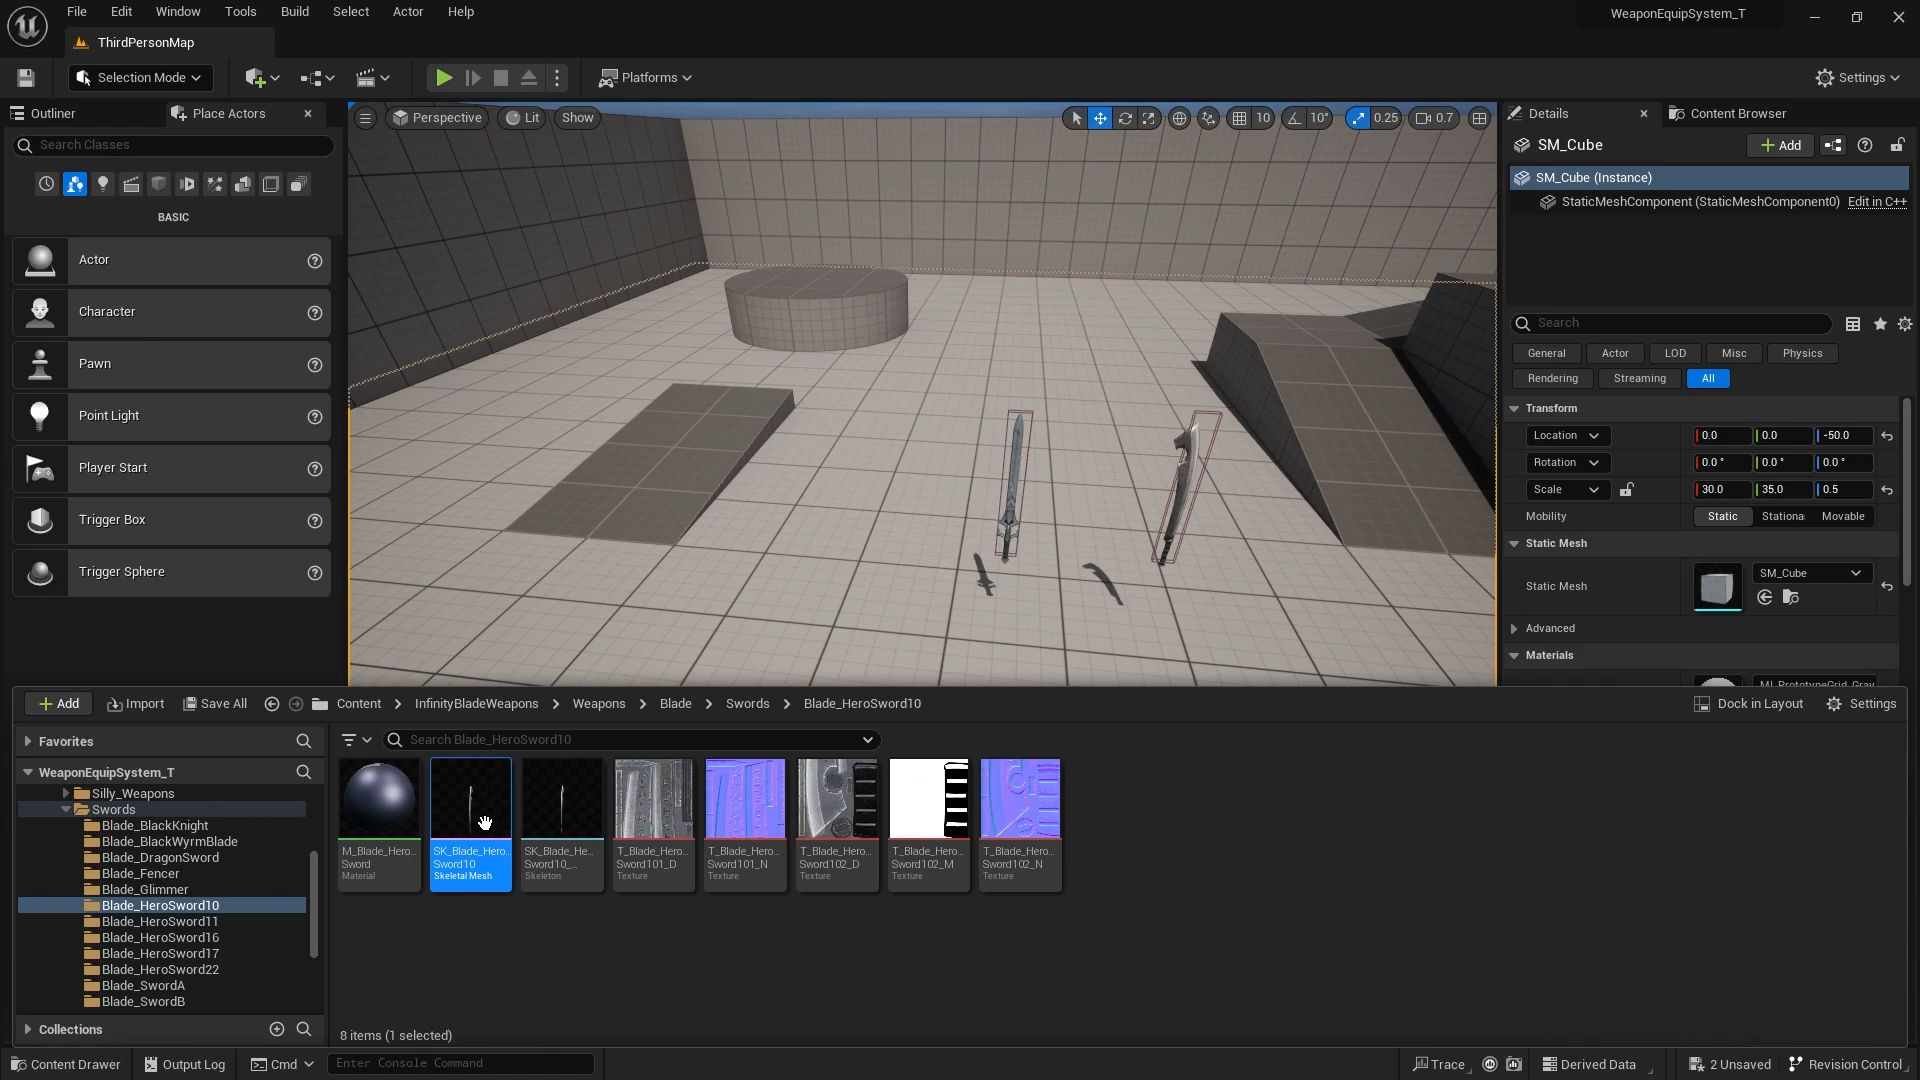 File Edit Window Tools Build Select Actor Help
WeaponEquipSystem_T
ThirdPersonMap
Selection Mode
Platforms
Settings
Outliner
Place Actors
Search Classes
BASIC
Actor
Character
Pawn
Point Light
Player Start
Trigger Box
Trigger Sphere
Perspective
Lit
Show
10
10°
0.25
0.7
Details
Content Browser
SM_Cube
Add
SM_Cube (Instance)
StaticMeshComponent (StaticMeshComponent0) Edit in C++
Search
General Actor LOD Misc Physics
Rendering Streaming All
Transform
Location 0.0 0.0 -50.0
Rotation 0.0 ° 0.0 ° 0.0 °
Scale 30.0 35.0 0.5
Mobility Static Stationa Movable
Static Mesh
Static Mesh SM_Cube
Advanced
Materials
MI_PrototypeGrid_Gray
Add Import Save All Content > InfinityBladeWeapons > Weapons > Blade > Swords > Blade_HeroSword10
Dock in Layout Settings
Favorites
WeaponEquipSystem_T
Silly_Weapons
Swords
Blade_BlackKnight
Blade_BlackWyrmBlade
Blade_DragonSword
Blade_Fencer
Blade_Glimmer
Blade_HeroSword10
Blade_HeroSword11
Blade_HeroSword16
Blade_HeroSword17
Blade_HeroSword22
Blade_SwordA
Blade_SwordB
Collections
Search Blade_HeroSword10
M_Blade_Hero...
Sword
Material
SK_Blade_Hero...
Sword10
Skeletal Mesh
SK_Blade_He...
Sword10_...
Skeleton
T_Blade_Hero...
Sword101_D
Texture
T_Blade_Hero...
Sword101_N
Texture
T_Blade_Hero...
Sword102_D
Texture
T_Blade_Hero...
Sword102_M
Texture
T_Blade_Hero...
Sword102_N
Texture
8 items (1 selected)
Content Drawer
Output Log
Cmd
Enter Console Command
Trace
Derived Data
2 Unsaved
Revision Control